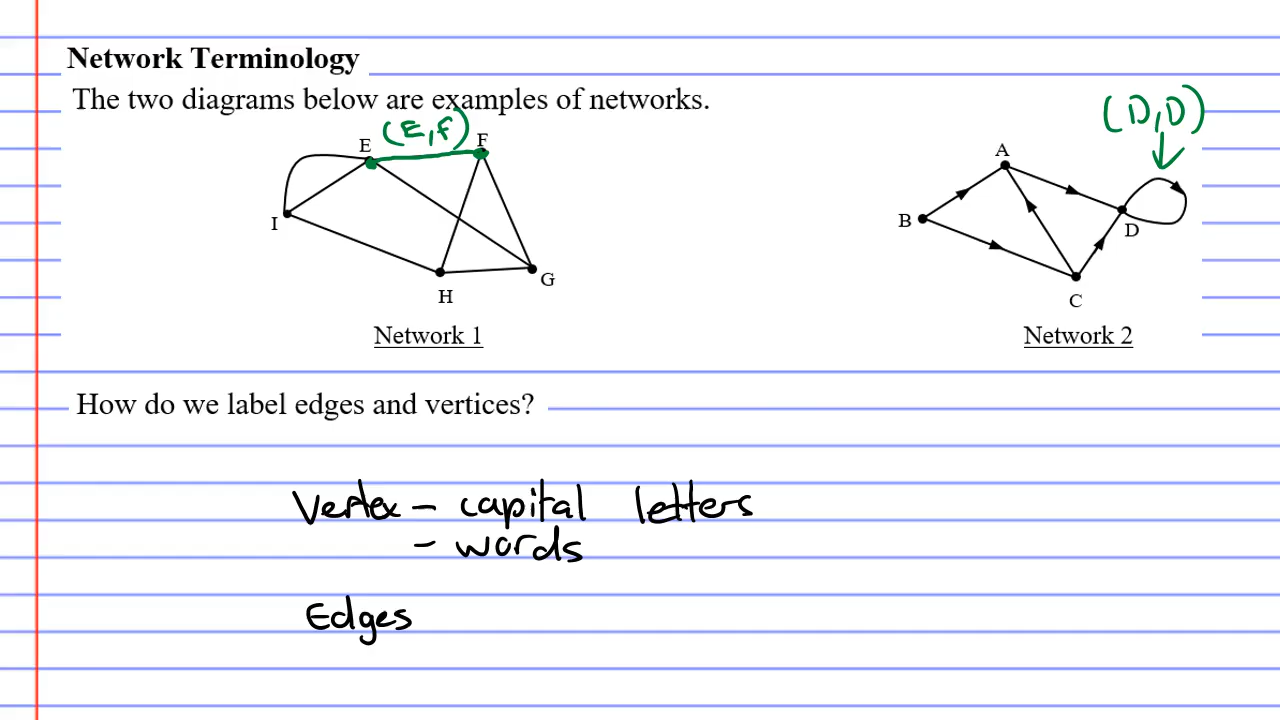 Network Terminology
The two diagrams below are examples of networks.
(E,F)
E
F
I
H
G
Network 1
(D,D)
A
B
D
C
Network 2
How do we label edges and vertices?
Vertex - capital letters
- words
Edges